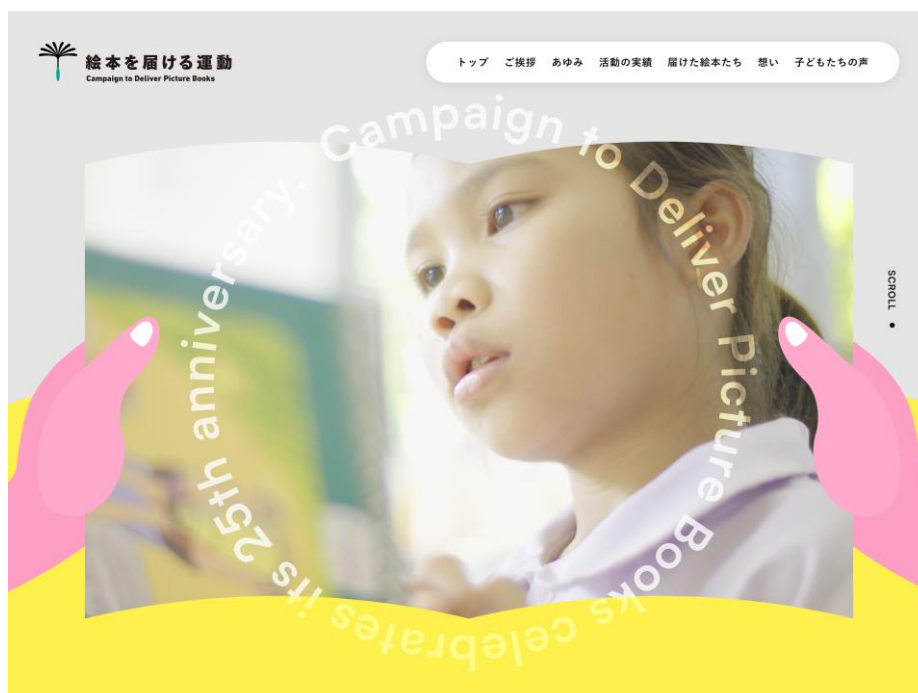 絵本を届ける運動
Campaign to Deliver Picture Books
トップ ご挨拶 あゆみ 活動の実績 届けた絵本たち 想い 子どもたちの声
Campaign to Deliver Picture Books celebrates its 25th anniversary.
SCROLL